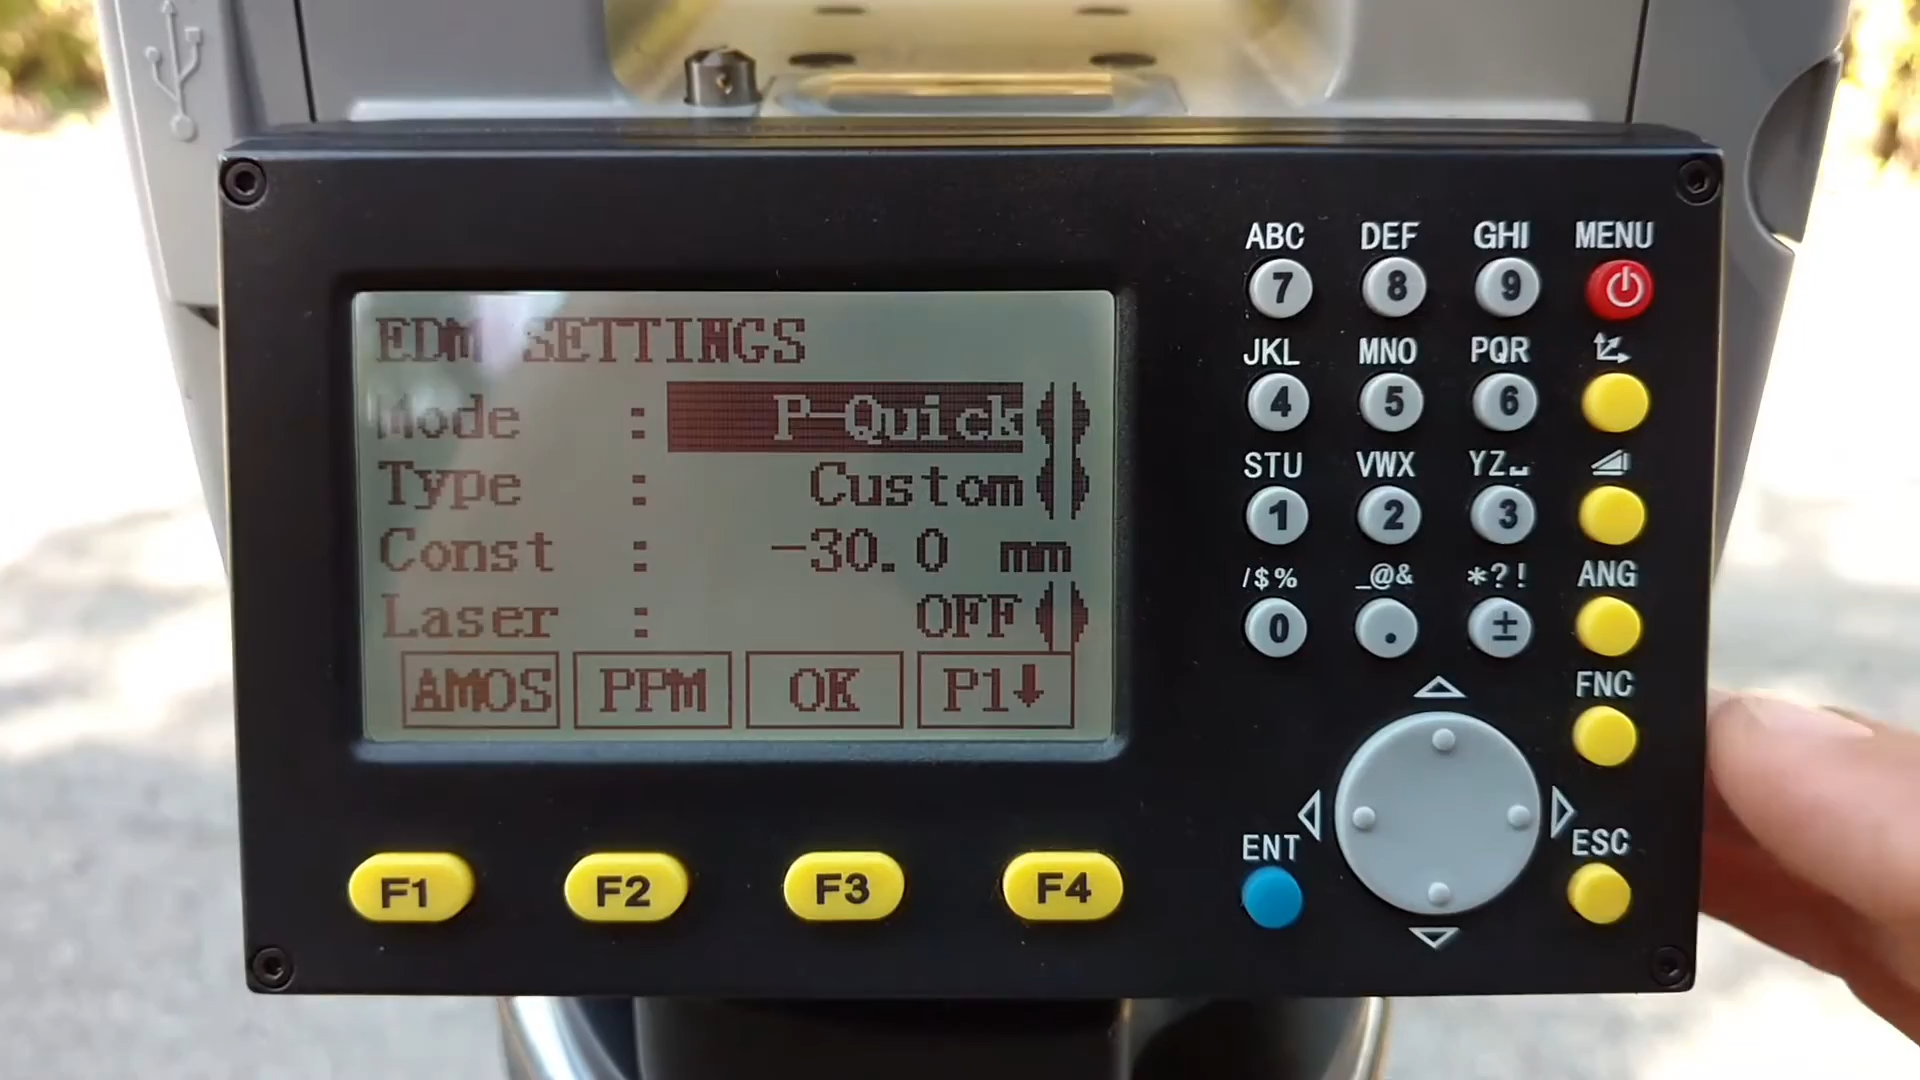 EDM SETTINGS
Mode : P-Quick
Type : Custom
Const : -30.0 mm
Laser : OFF
AMOS PPM OK P1↓
F1 F2 F3 F4
ABC DEF GHI MENU
7 8 9
JKL MNO PQR
4 5 6
STU VWX YZ␣
1 2 3
/$% _@& *?! ANG
0 . ±
FNC
ENT ESC